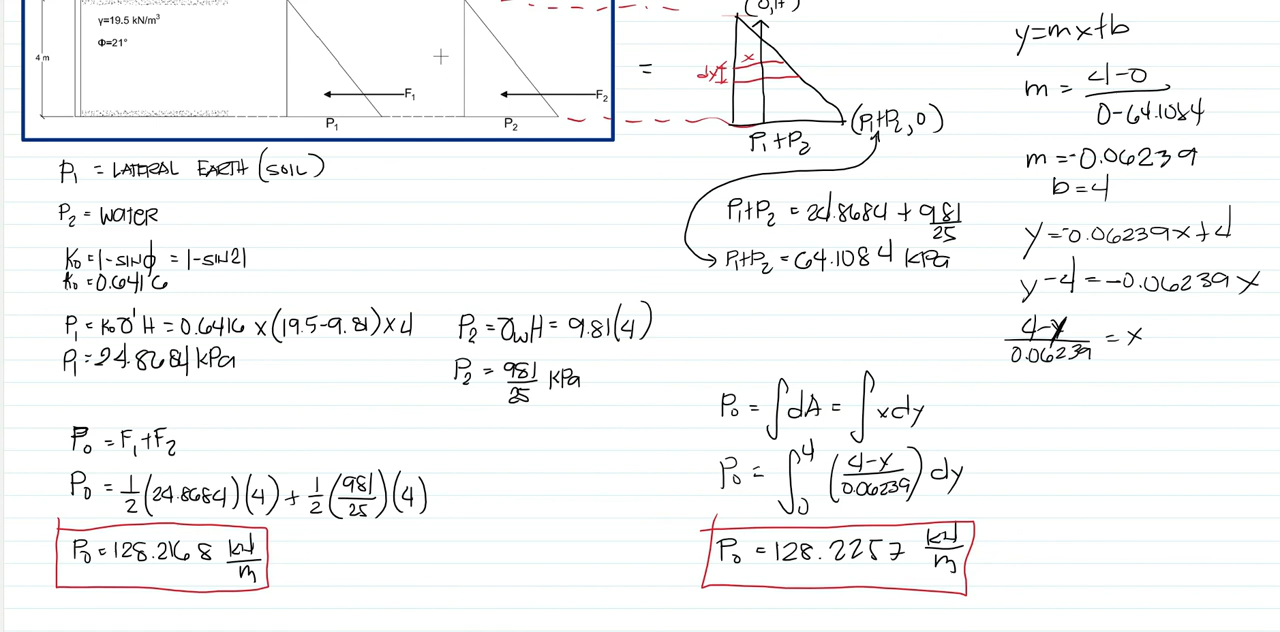 γ=19.5 kN/m³
Φ=21°
4 m
+
F₁
F₂
P₁
P₂
=
dy
x
P₁+P₂
(P₁+P₂, 0)
P₁ = LATERAL EARTH (SOIL)
P₂ = WATER
K₀ = 1-SINϕ = 1-SIN21
K₀ = 0.6416
P₁ = K₀γ'H = 0.6416 × (19.5-9.81) × 4
P₁ = 24.8684 KPa
P₂ = γwH = 9.81(4)
P₂ = 981/25 KPa
P₀ = F₁+F₂
P₀ = 1/2 (24.8684)(4) + 1/2 (981/25)(4)
P₀ = 128.2168 kN/m
P₁+P₂ = 24.8684 + 981/25
P₁+P₂ = 64.1084 KPa
P₀ = ∫dA = ∫xdy
P₀ = ∫₀⁴ (4-y/0.06239) dy
P₀ = 128.2257 kN/m
y=mx+b
m = 4-0/0-64.1084
m=-0.06239
b=4
y=-0.06239x+4
y-4=-0.06239x
4-y/0.06239 = x